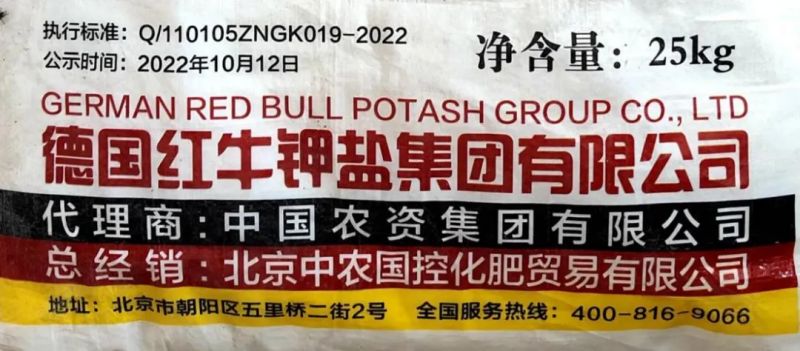 执行标准：Q/110105ZNGK019-2022
净含量：25kg
公示时间：2022年10月12日
GERMAN RED BULL POTASH GROUP CO., LTD
德国红牛钾盐集团有限公司
代理商：中国农资集团有限公司
总经销：北京中农国控化肥贸易有限公司
地址：北京市朝阳区五里桥二街2号 全国服务热线：400-816-9066